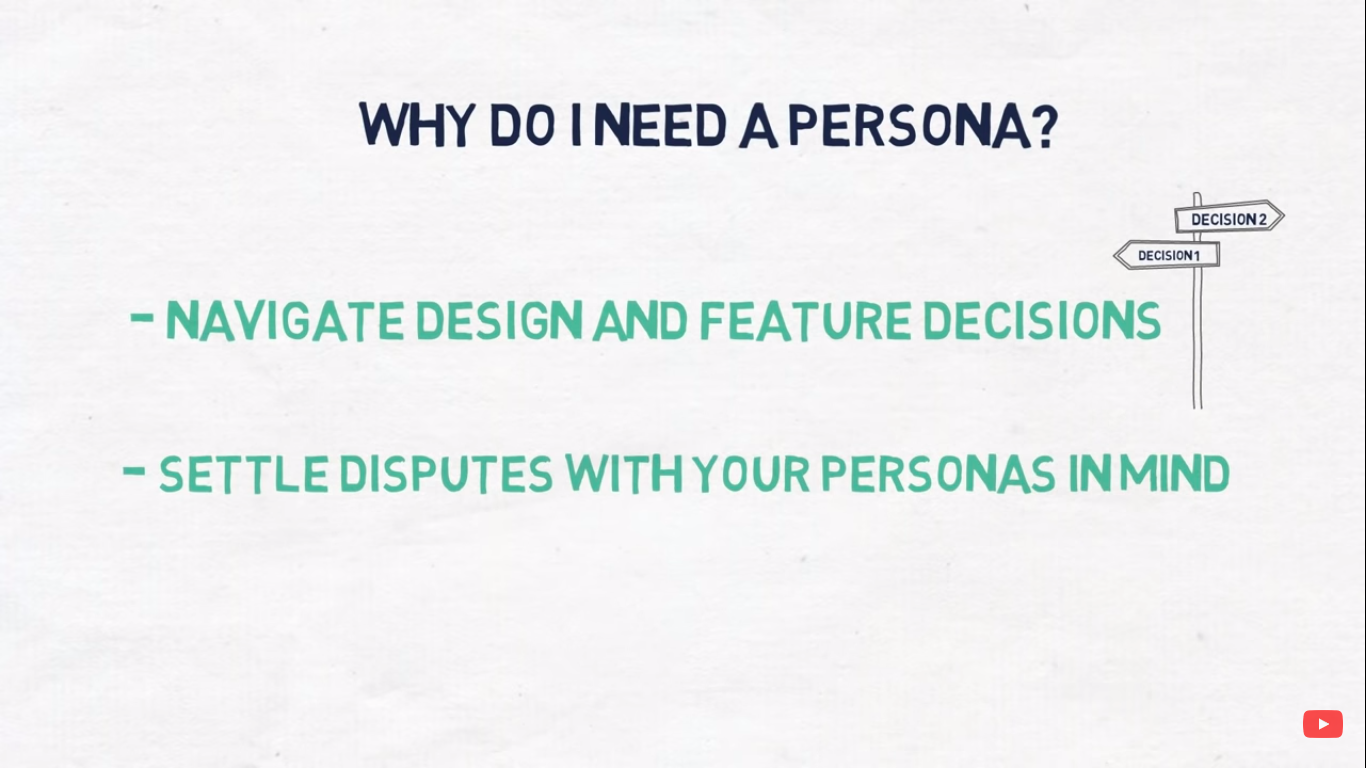 WHY DO I NEED A PERSONA?
DECISION 2
DECISION 1
- NAVIGATE DESIGN AND FEATURE DECISIONS
- SETTLE DISPUTES WITH YOUR PERSONAS IN MIND